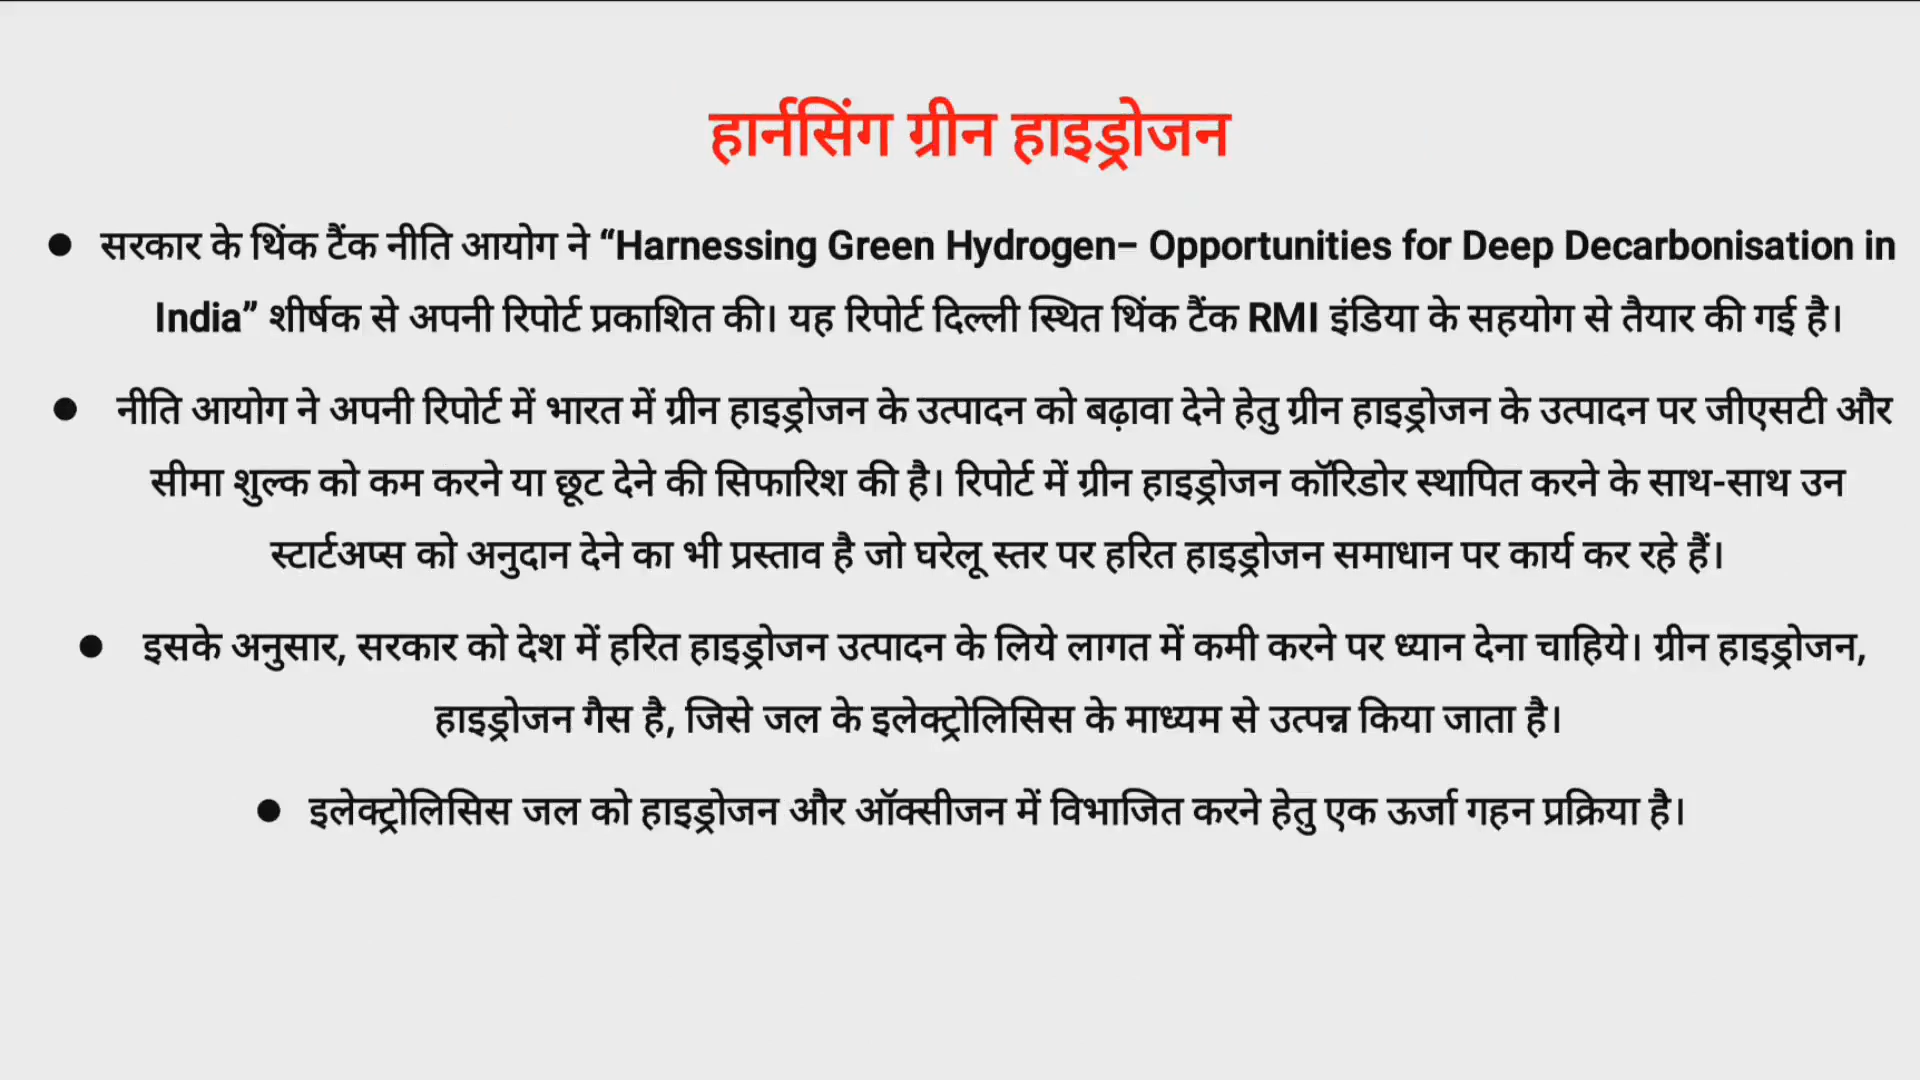 हार्नसिंग ग्रीन हाइड्रोजन
● सरकार के थिंक टैंक नीति आयोग ने “Harnessing Green Hydrogen– Opportunities for Deep Decarbonisation in
India” शीर्षक से अपनी रिपोर्ट प्रकाशित की। यह रिपोर्ट दिल्ली स्थित थिंक टैंक RMI इंडिया के सहयोग से तैयार की गई है।
● नीति आयोग ने अपनी रिपोर्ट में भारत में ग्रीन हाइड्रोजन के उत्पादन को बढ़ावा देने हेतु ग्रीन हाइड्रोजन के उत्पादन पर जीएसटी और
सीमा शुल्क को कम करने या छूट देने की सिफारिश की है। रिपोर्ट में ग्रीन हाइड्रोजन कॉरिडोर स्थापित करने के साथ-साथ उन
स्टार्टअप्स को अनुदान देने का भी प्रस्ताव है जो घरेलू स्तर पर हरित हाइड्रोजन समाधान पर कार्य कर रहे हैं।
● इसके अनुसार, सरकार को देश में हरित हाइड्रोजन उत्पादन के लिये लागत में कमी करने पर ध्यान देना चाहिये। ग्रीन हाइड्रोजन,
हाइड्रोजन गैस है, जिसे जल के इलेक्ट्रोलिसिस के माध्यम से उत्पन्न किया जाता है।
● इलेक्ट्रोलिसिस जल को हाइड्रोजन और ऑक्सीजन में विभाजित करने हेतु एक ऊर्जा गहन प्रक्रिया है।